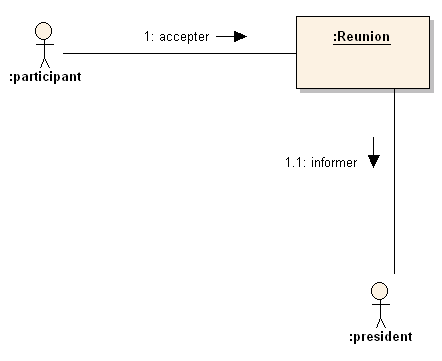 1: accepter
:Reunion
:participant
1.1: informer
:president